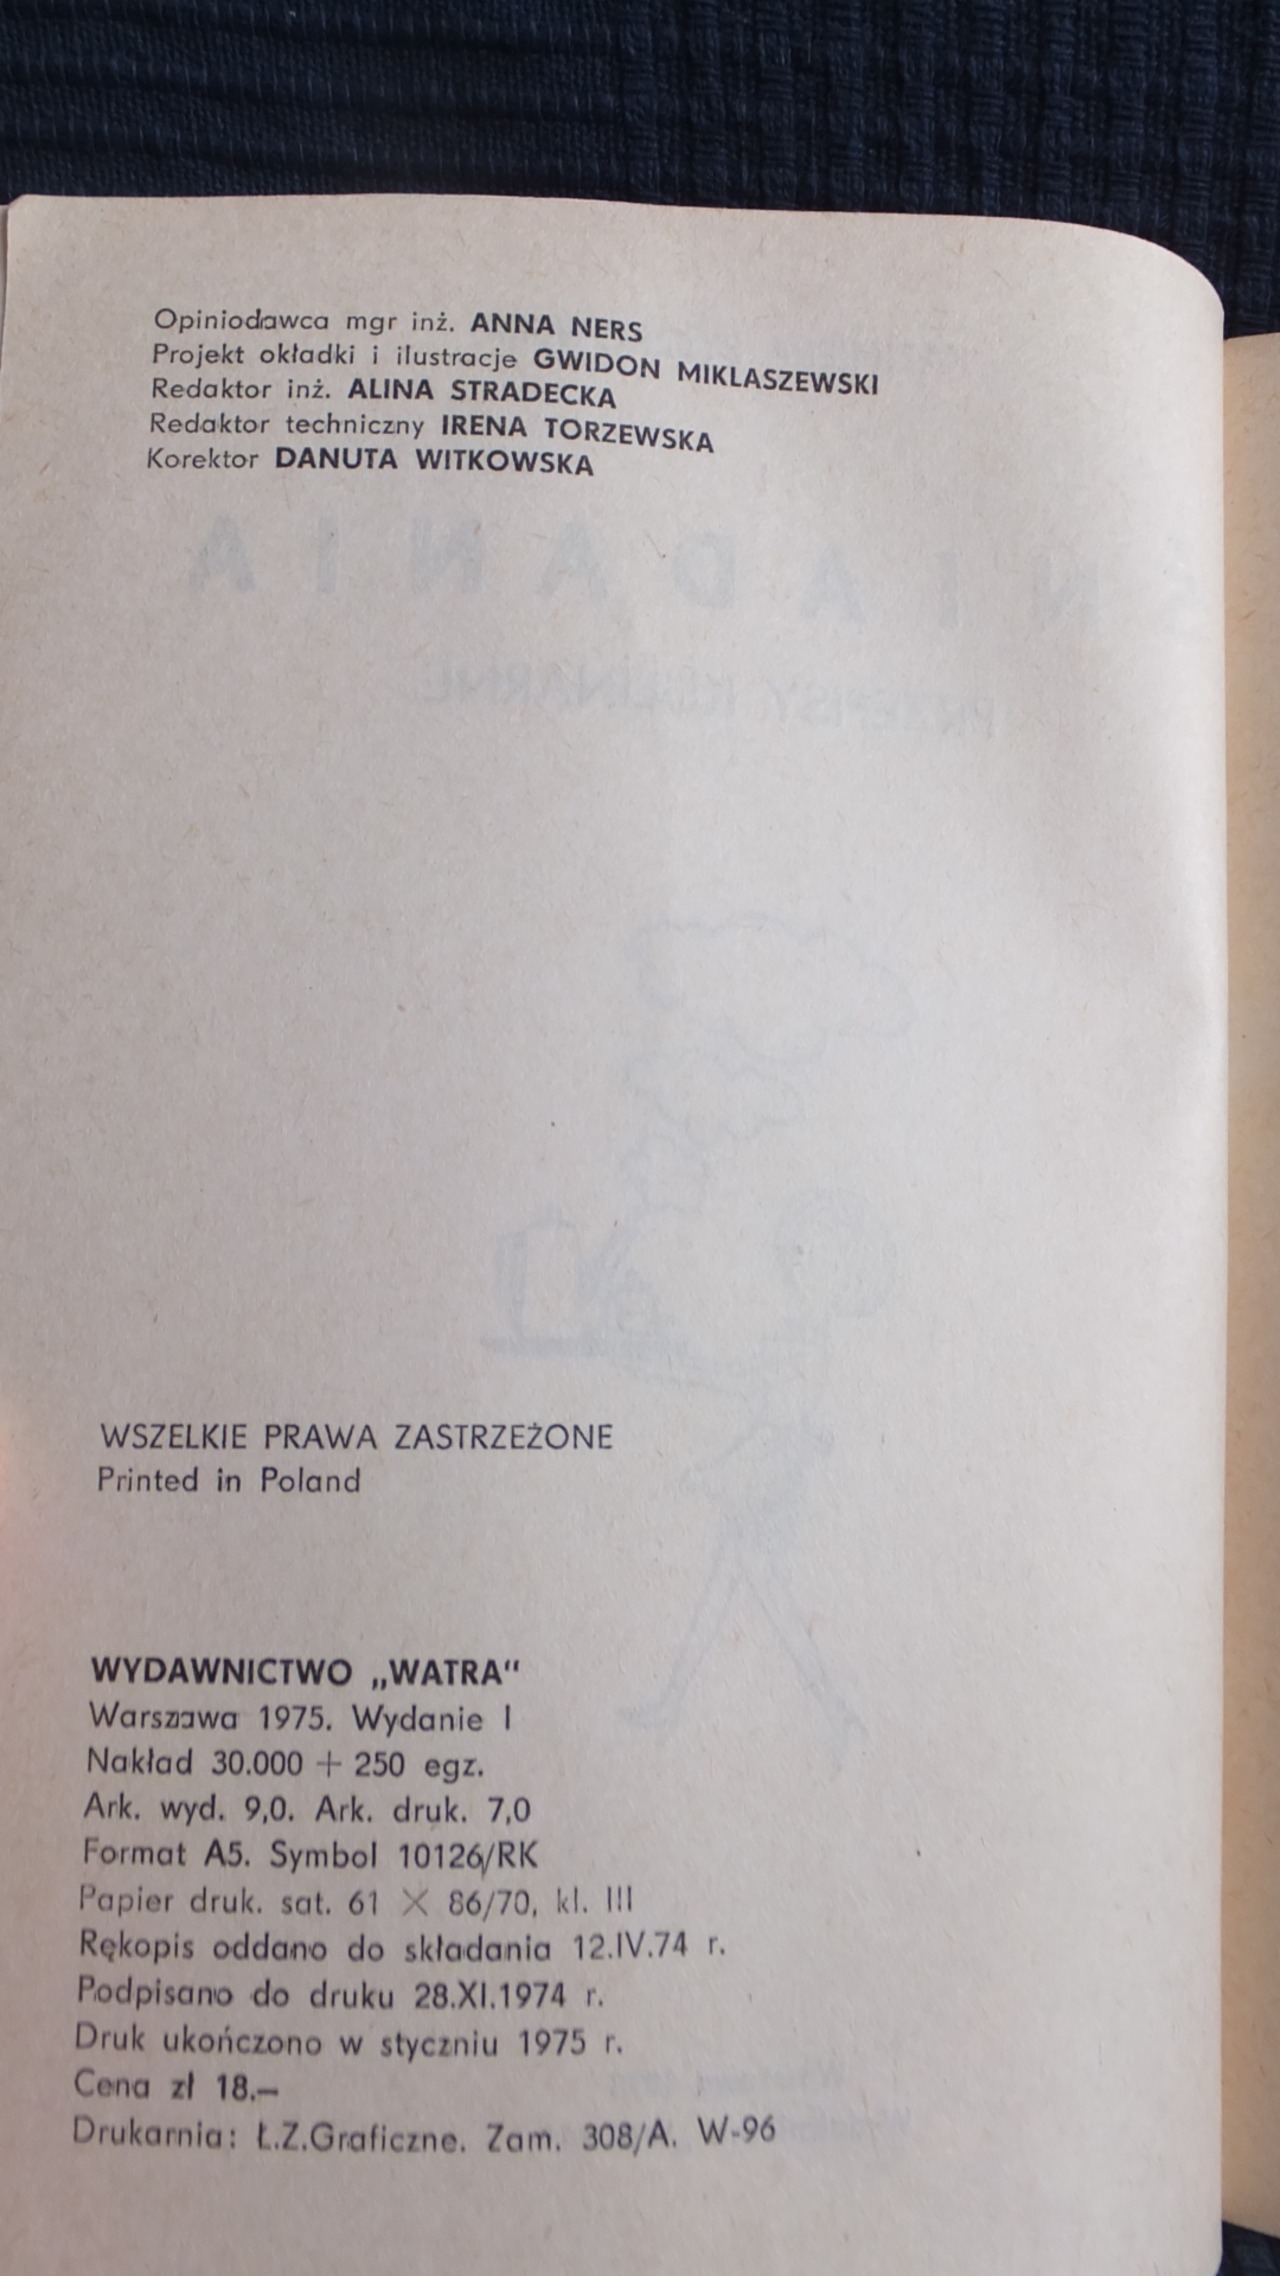 Opiniodawca mgr inż. ANNA NERS
Projekt okładki i ilustracje GWIDON MIKLASZEWSKI
Redaktor inż. ALINA STRADECKA
Redaktor techniczny IRENA TORZEWSKA
Korektor DANUTA WITKOWSKA
WSZELKIE PRAWA ZASTRZEŻONE
Printed in Poland
WYDAWNICTWO „WATRA"
Warszawa 1975. Wydanie I
Nakład 30.000 + 250 egz.
Ark. wyd. 9,0. Ark. druk. 7,0
Format A5. Symbol 10126/RK
Papier druk. sat. 61 × 86/70, kl. III
Rękopis oddano do składania 12.IV.74 r.
Podpisano do druku 28.XI.1974 r.
Druk ukończono w styczniu 1975 r.
Cena zł 18.—
Drukarnia: Ł.Z.Graficzne. Zam. 308/A. W-96